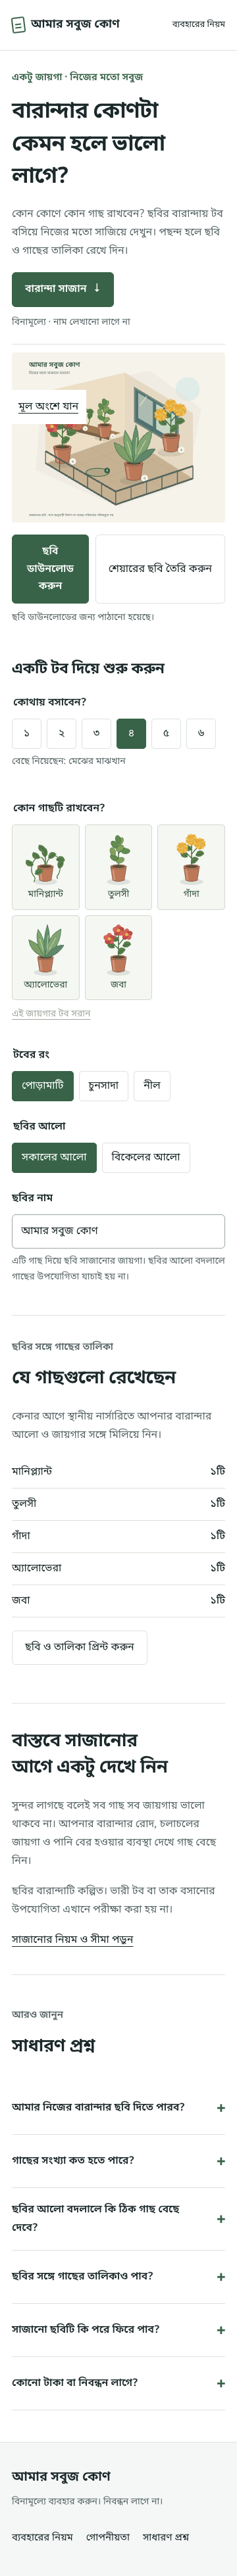 আমার সবুজ কোণ
ব্যবহারের নিয়ম
একটু জায়গা · নিজের মতো সবুজ
বারান্দার কোণটা
কেমন হলে ভালো
লাগে?
কোন কোণে কোন গাছ রাখবেন? ছবির বারান্দায় টব
বসিয়ে নিজের মতো সাজিয়ে দেখুন। পছন্দ হলে ছবি
ও গাছের তালিকা রেখে দিন।
বারান্দা সাজান ↓
বিনামূল্যে · নাম লেখানো লাগে না
আমার সবুজ কোণ
মূল অংশে যান
ছবি
ডাউনলোড
করুন
শেয়ারের ছবি তৈরি করুন
ছবি ডাউনলোডের জন্য পাঠানো হয়েছে।
একটি টব দিয়ে শুরু করুন
কোথায় বসাবেন?
১ ২ ৩ ৪ ৫ ৬
বেছে নিয়েছেন: মেঝের মাঝখান
কোন গাছটি রাখবেন?
মানিপ্ল্যান্ট তুলসী গাঁদা
অ্যালোভেরা জবা
এই জায়গার টব সরান
টবের রং
পোড়ামাটি চুনসাদা নীল
ছবির আলো
সকালের আলো বিকেলের আলো
ছবির নাম
আমার সবুজ কোণ
এটি গাছ দিয়ে ছবি সাজানোর জায়গা। ছবির আলো বদলালে
গাছের উপযোগিতা যাচাই হয় না।
ছবির সঙ্গে গাছের তালিকা
যে গাছগুলো রেখেছেন
কেনার আগে স্থানীয় নার্সারিতে আপনার বারান্দার
আলো ও জায়গার সঙ্গে মিলিয়ে নিন।
মানিপ্ল্যান্ট ১টি
তুলসী ১টি
গাঁদা ১টি
অ্যালোভেরা ১টি
জবা ১টি
ছবি ও তালিকা প্রিন্ট করুন
বাস্তবে সাজানোর
আগে একটু দেখে নিন
সুন্দর লাগছে বলেই সব গাছ সব জায়গায় ভালো
থাকবে না। আপনার বারান্দার রোদ, চলাচলের
জায়গা ও পানি বের হওয়ার ব্যবস্থা দেখে গাছ বেছে
নিন।
ছবির বারান্দাটি কল্পিত। ভারী টব বা তাক বসানোর
উপযোগিতা এখানে পরীক্ষা করা হয় না।
সাজানোর নিয়ম ও সীমা পড়ুন
আরও জানুন
সাধারণ প্রশ্ন
আমার নিজের বারান্দার ছবি দিতে পারব? +
গাছের সংখ্যা কত হতে পারে? +
ছবির আলো বদলালে কি ঠিক গাছ বেছে
দেবে? +
ছবির সঙ্গে গাছের তালিকাও পাব? +
সাজানো ছবিটি কি পরে ফিরে পাব? +
কোনো টাকা বা নিবন্ধন লাগে? +
আমার সবুজ কোণ
বিনামূল্যে ব্যবহার করুন। নিবন্ধন লাগে না।
ব্যবহারের নিয়ম গোপনীয়তা সাধারণ প্রশ্ন